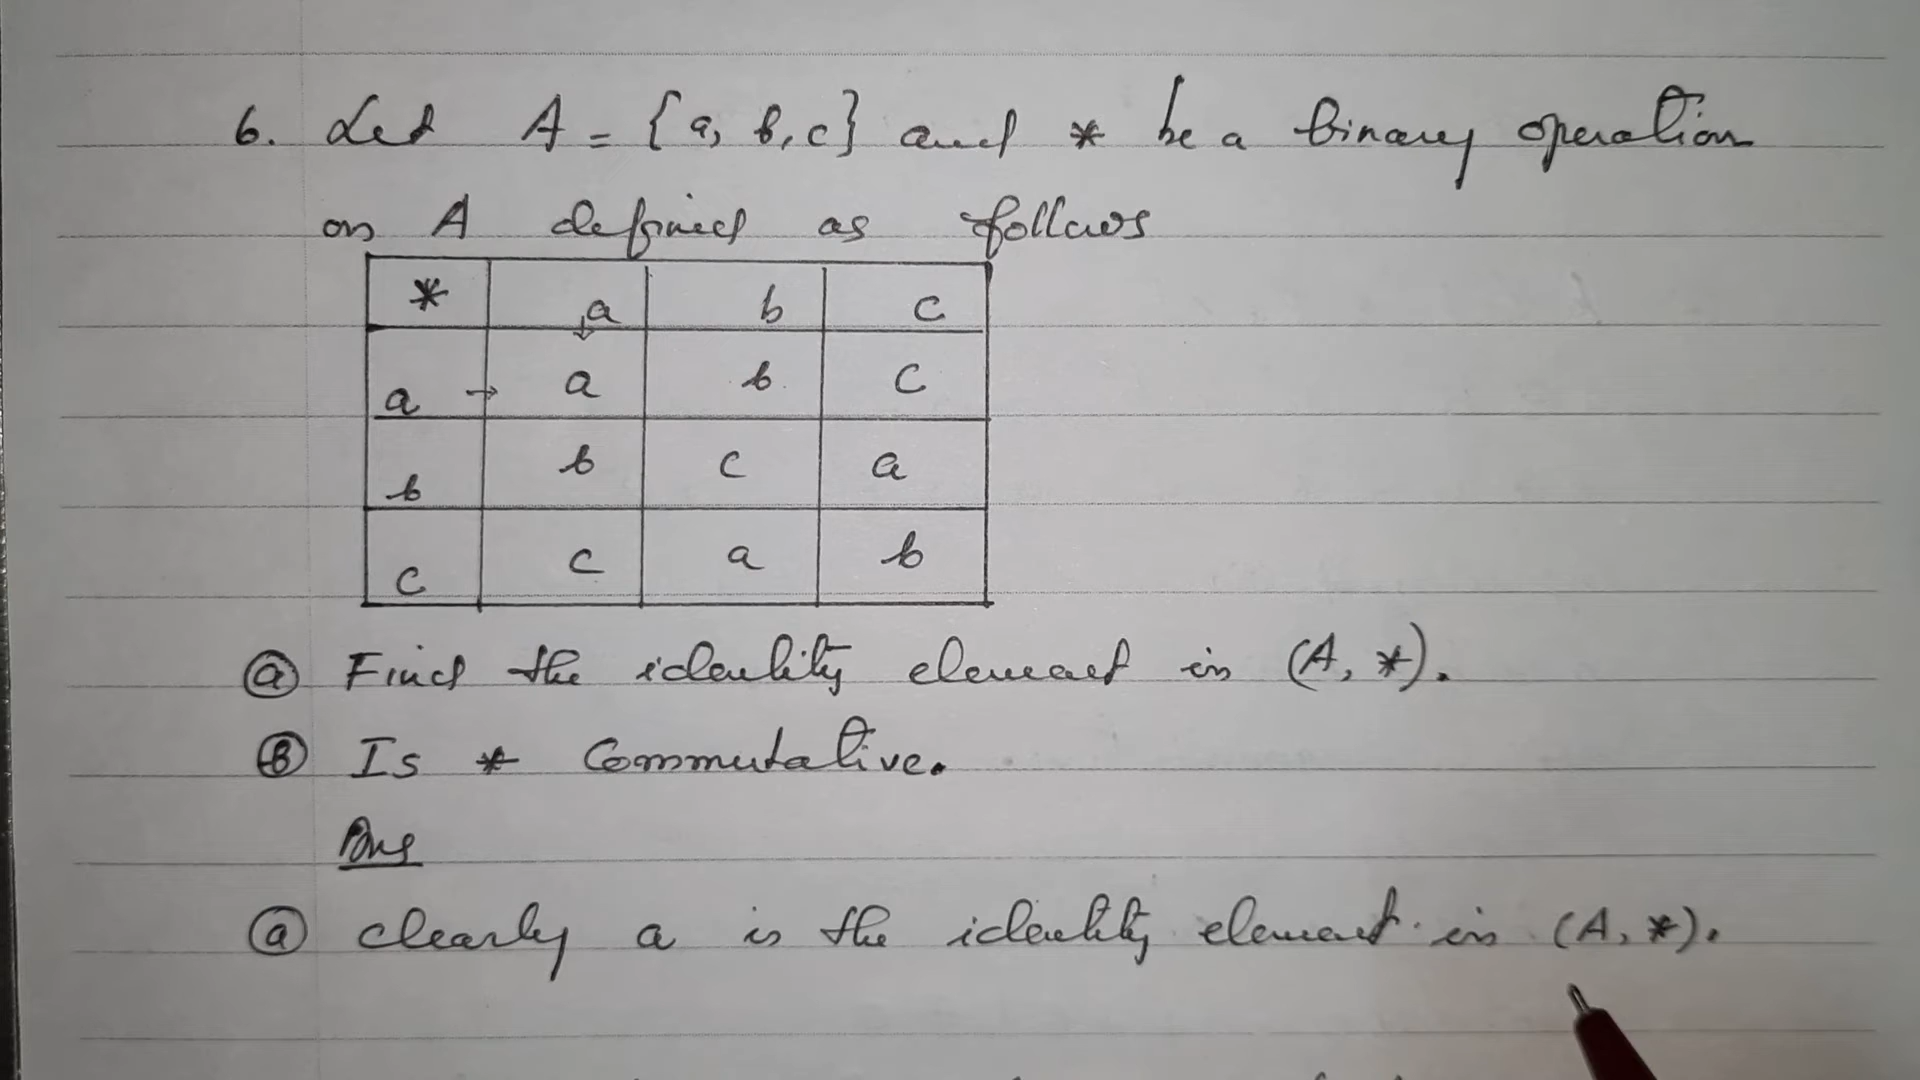 6. Let A = {a, b, c} and * be a binary operation
on A defined as follows
* a b c
a → a b c
b b c a
c c a b
ⓐ Find the identity element in (A, *).
ⓑ Is * Commutative.
Ans
ⓐ clearly a is the identity element in (A, *).